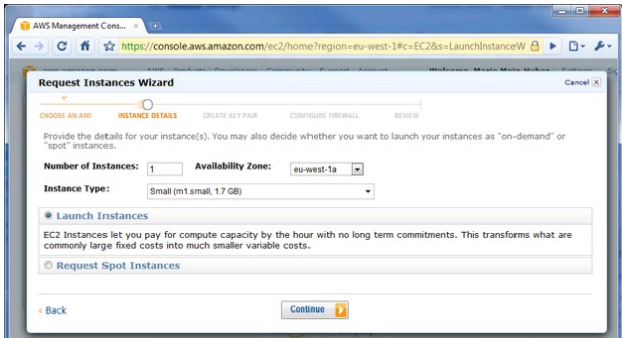 AWS Management Cons...
https://console.aws.amazon.com/ec2/home?region=eu-west-1#c=EC2&s=LaunchInstanceW
Request Instances Wizard
Cancel
CHOOSE AN AMI INSTANCE DETAILS CREATE KEY PAIR CONFIGURE FIREWALL REVIEW
Provide the details for your instance(s). You may also decide whether you want to launch your instances as "on-demand" or
"spot" instances.
Number of Instances: 1 Availability Zone: eu-west-1a
Instance Type: Small (m1.small, 1.7 GB)
Launch Instances
EC2 Instances let you pay for compute capacity by the hour with no long term commitments. This transforms what are
commonly large fixed costs into much smaller variable costs.
Request Spot Instances
< Back
Continue